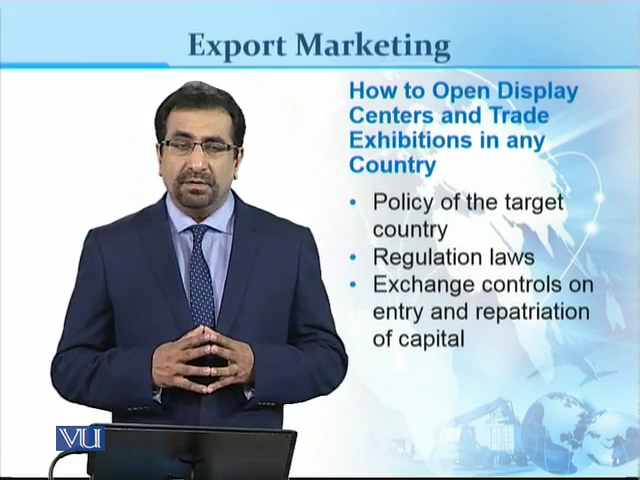 Export Marketing
How to Open Display
Centers and Trade
Exhibitions in any
Country
• Policy of the target
country
• Regulation laws
• Exchange controls on
entry and repatriation
of capital
VU